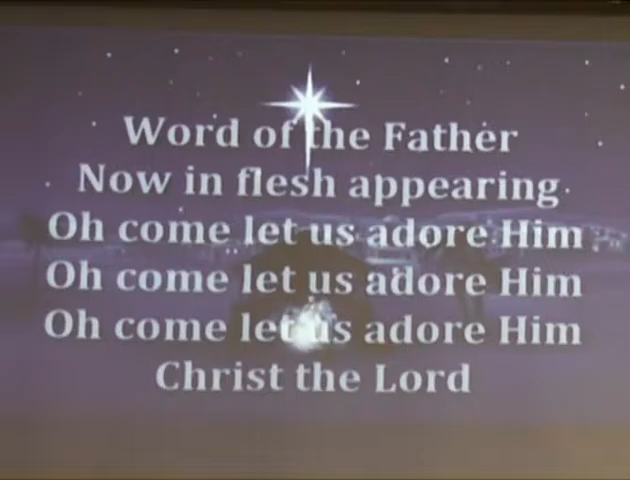 Word of the Father
Now in flesh appearing
Oh come let us adore Him
Oh come let us adore Him
Oh come let us adore Him
Christ the Lord